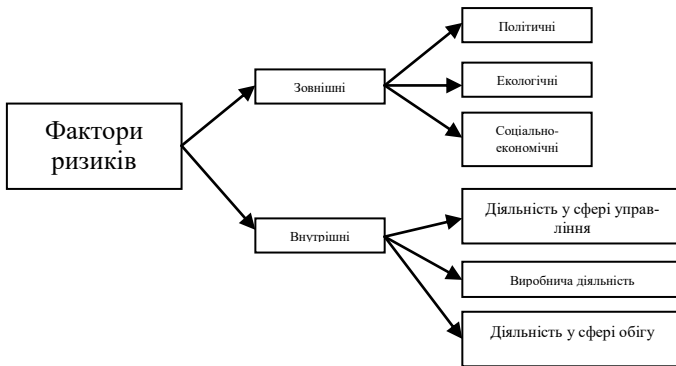 Політичні
Зовнішні
Екологічні
Соціально-
економічні
Фактори
ризиків
Внутрішні
Діяльність у сфері управ-
ління
Виробнича діяльність
Діяльність у сфері обігу